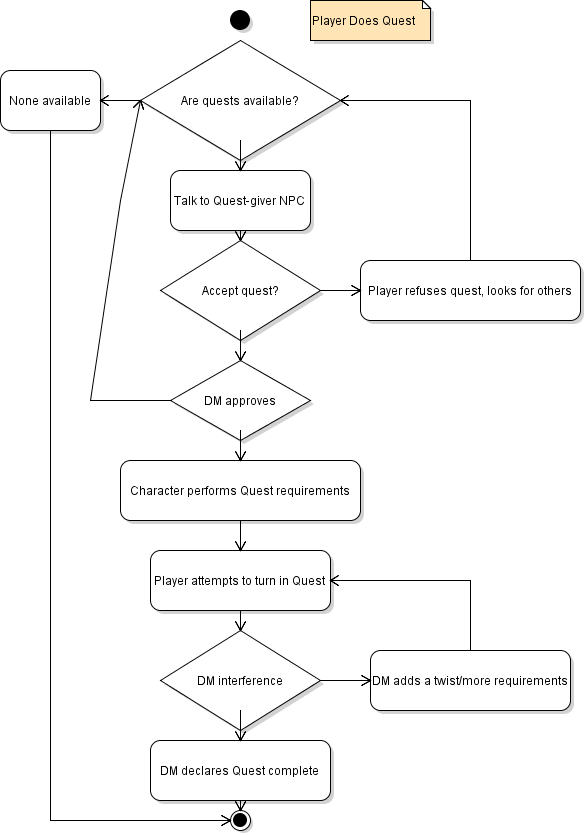 Player Does Quest
Are quests available?
None available
Talk to Quest-giver NPC
Accept quest?
Player refuses quest, looks for others
DM approves
Character performs Quest requirements
Player attempts to turn in Quest
DM interference
DM adds a twist/more requirements
DM declares Quest complete